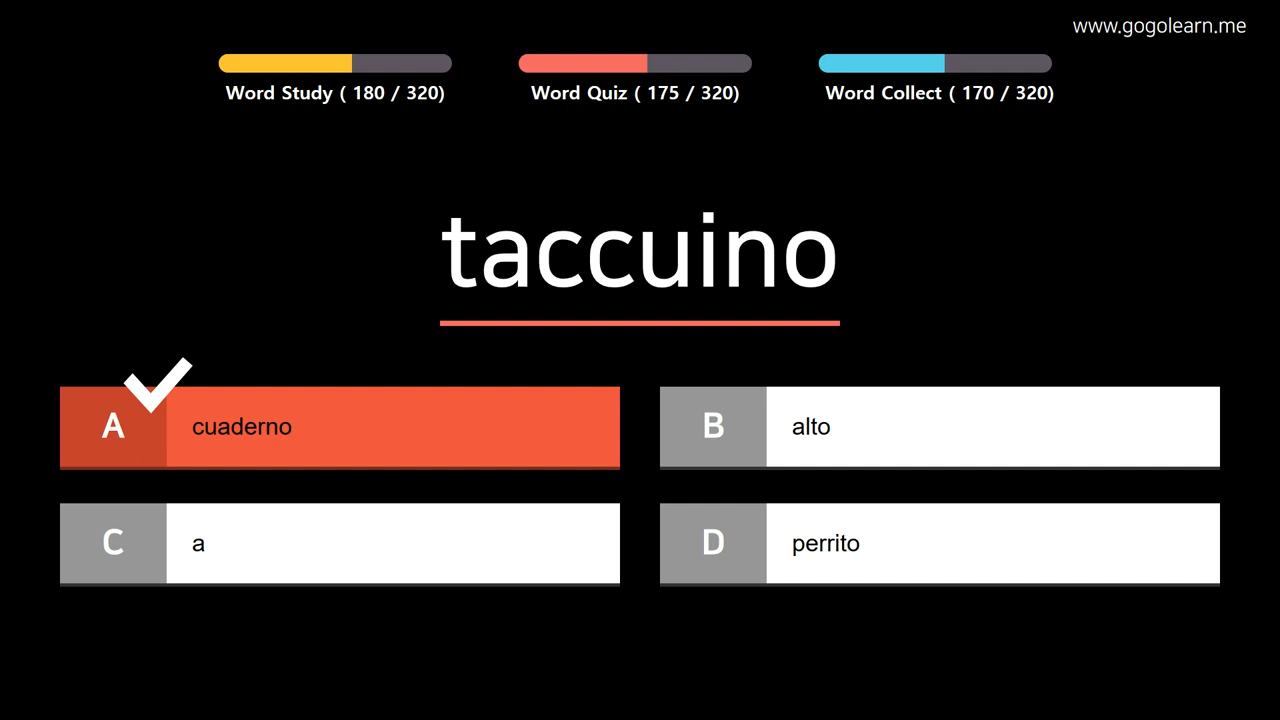 www.gogolearn.me
Word Study ( 180 / 320)
Word Quiz ( 175 / 320)
Word Collect ( 170 / 320)
taccuino
A cuaderno
B alto
C a
D perrito